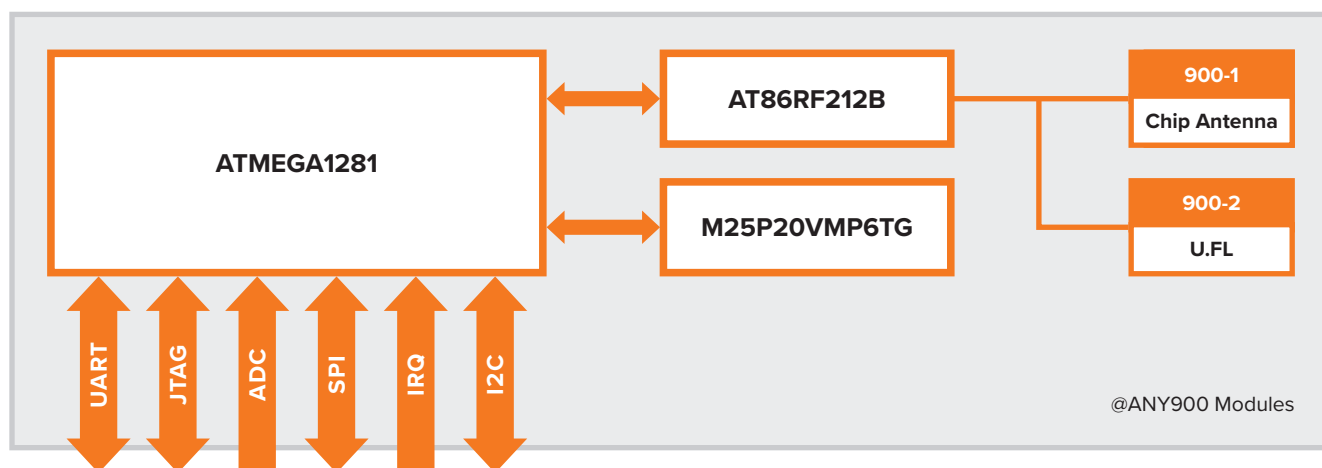 ATMEGA1281
AT86RF212B
M25P20VMP6TG
900-1
Chip Antenna
900-2
U.FL
UART
JTAG
ADC
SPI
IRQ
I2C
@ANY900 Modules